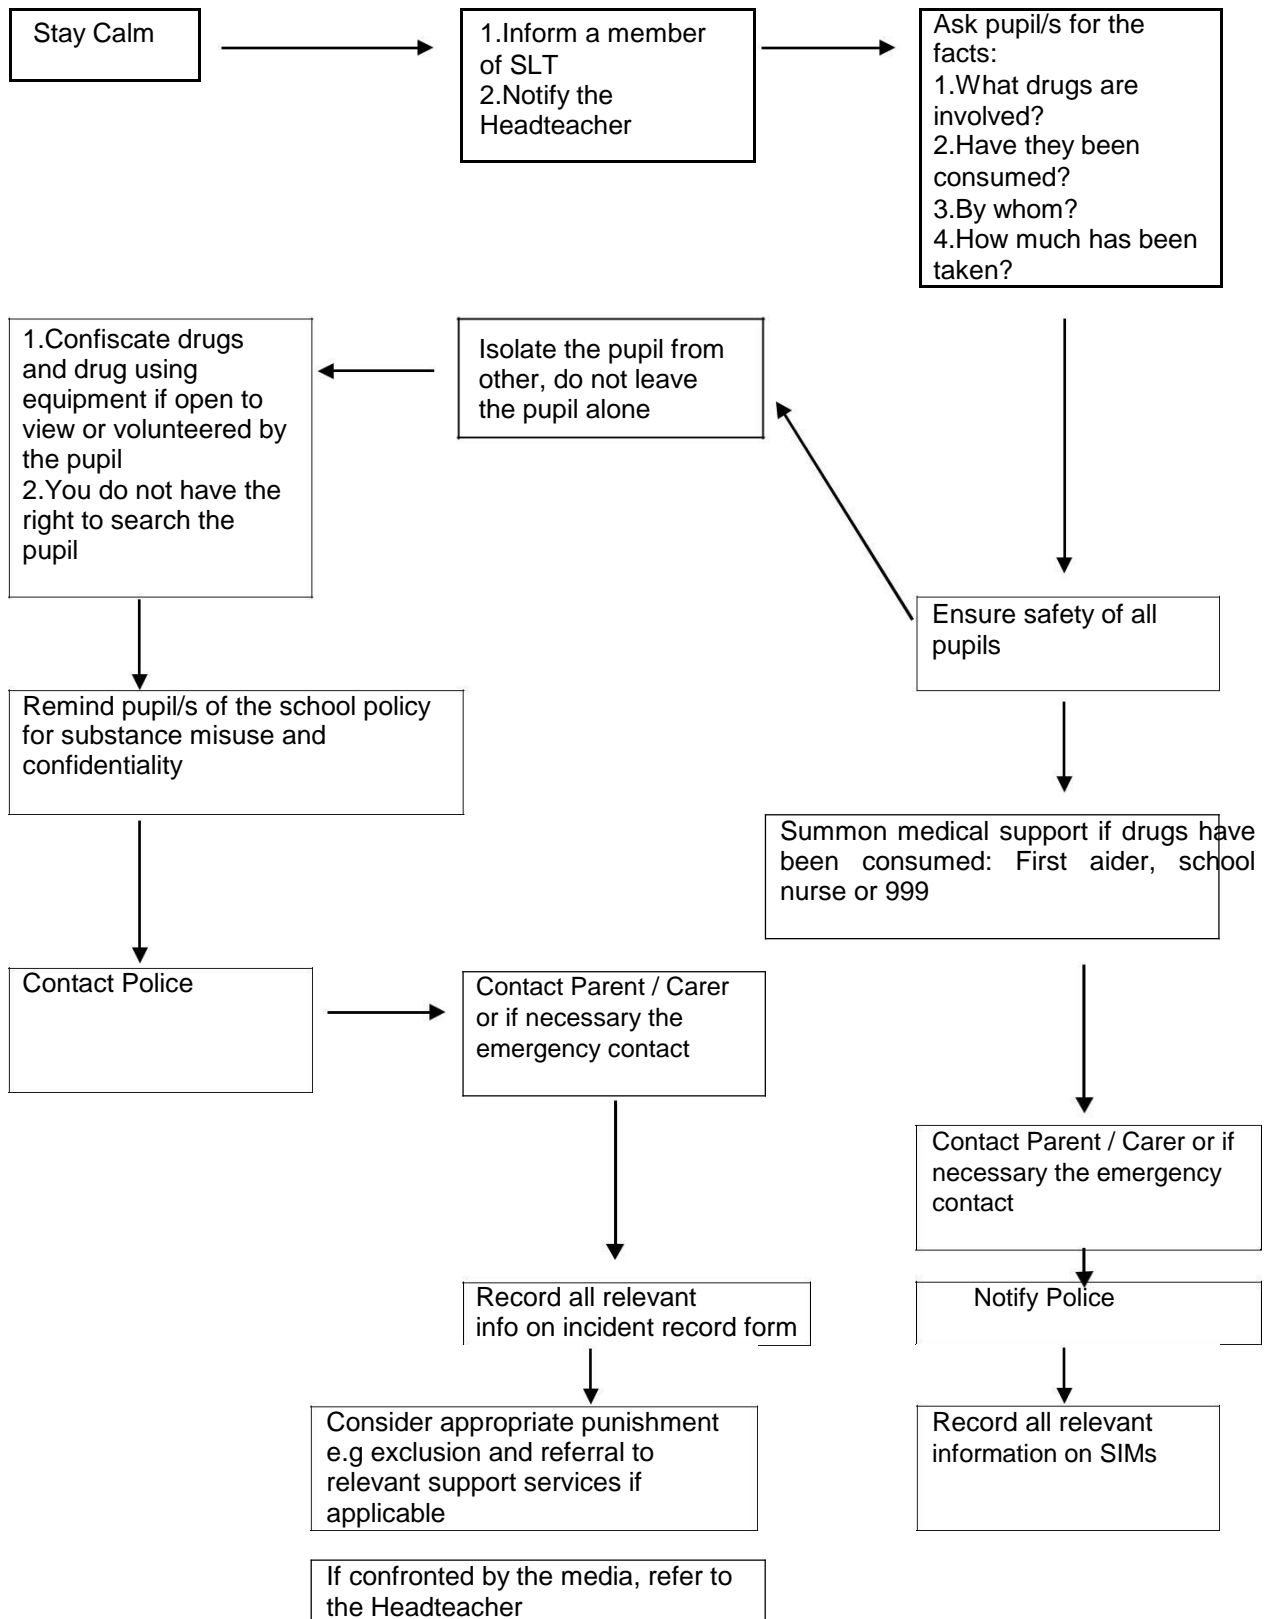 Stay Calm
1.Inform a member
of SLT
2.Notify the
Headteacher
Ask pupil/s for the
facts:
1.What drugs are
involved?
2.Have they been
consumed?
3.By whom?
4.How much has been
taken?
1.Confiscate drugs
and drug using
equipment if open to
view or volunteered by
the pupil
2.You do not have the
right to search the
pupil
Isolate the pupil from
other, do not leave
the pupil alone
Ensure safety of all
pupils
Remind pupil/s of the school policy
for substance misuse and
confidentiality
Summon medical support if drugs have
been consumed: First aider, school
nurse or 999
Contact Police
Contact Parent / Carer
or if necessary the
emergency contact
Contact Parent / Carer or if
necessary the emergency
contact
Record all relevant
info on incident record form
Notify Police
Consider appropriate punishment
e.g exclusion and referral to
relevant support services if
applicable
Record all relevant
information on SIMs
If confronted by the media, refer to
the Headteacher